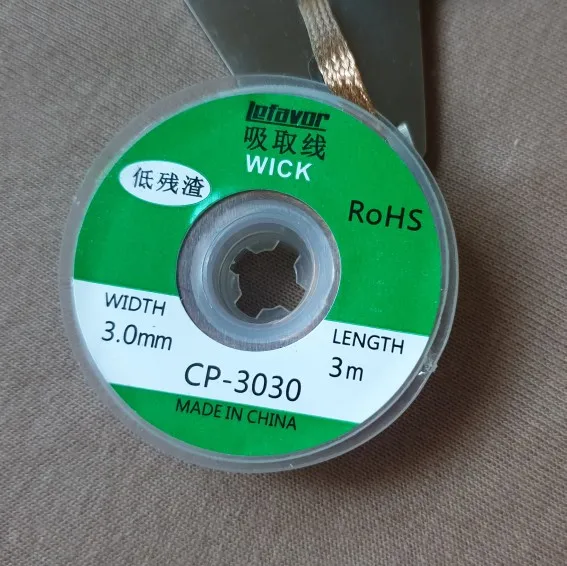 Lefavor
吸取线
WICK
低残渣
RoHS
WIDTH
3.0mm
LENGTH
3m
CP-3030
MADE IN CHINA